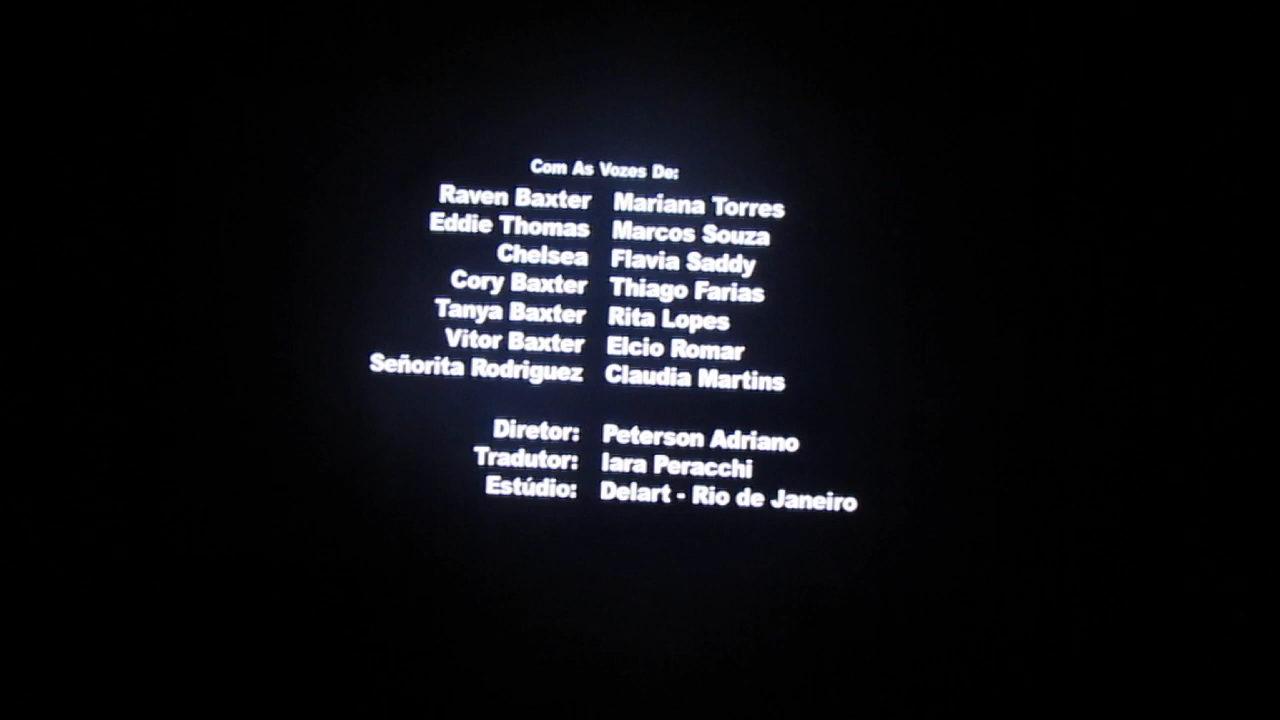 Com As Vozes De:
Raven Baxter Mariana Torres
Eddie Thomas Marcos Souza
Chelsea Flavia Saddy
Cory Baxter Thiago Farias
Tanya Baxter Rita Lopes
Vitor Baxter Elcio Romar
Señorita Rodriguez Claudia Martins
Diretor: Peterson Adriano
Tradutor: Iara Peracchi
Estúdio: Delart - Rio de Janeiro